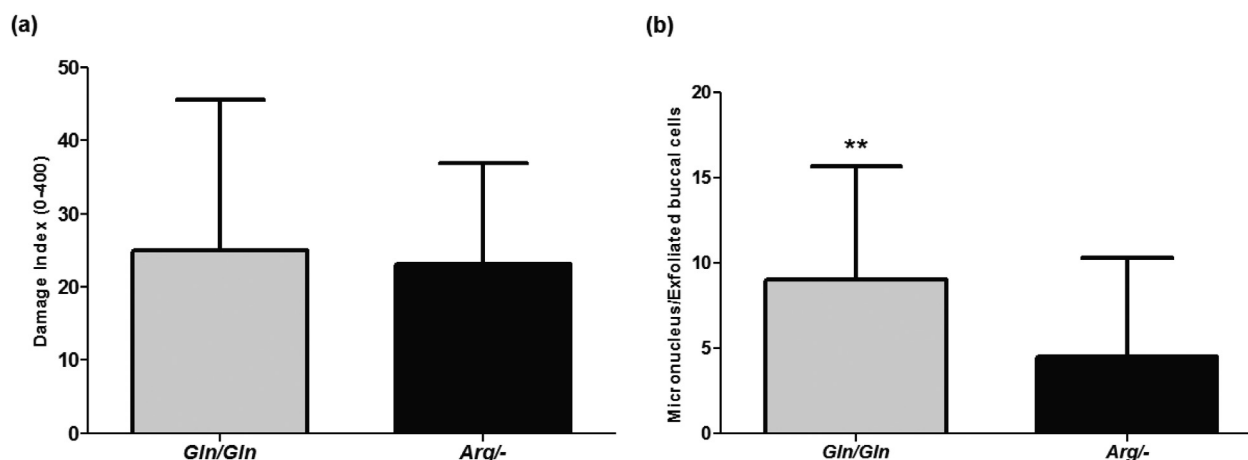 (a)
Damage Index (0-400)
50
40
30
20
10
0
Gln/Gln
Arg/-
(b)
Micronucleus/Exfoliated buccal cells
20
15
10
5
0
**
Gln/Gln
Arg/-